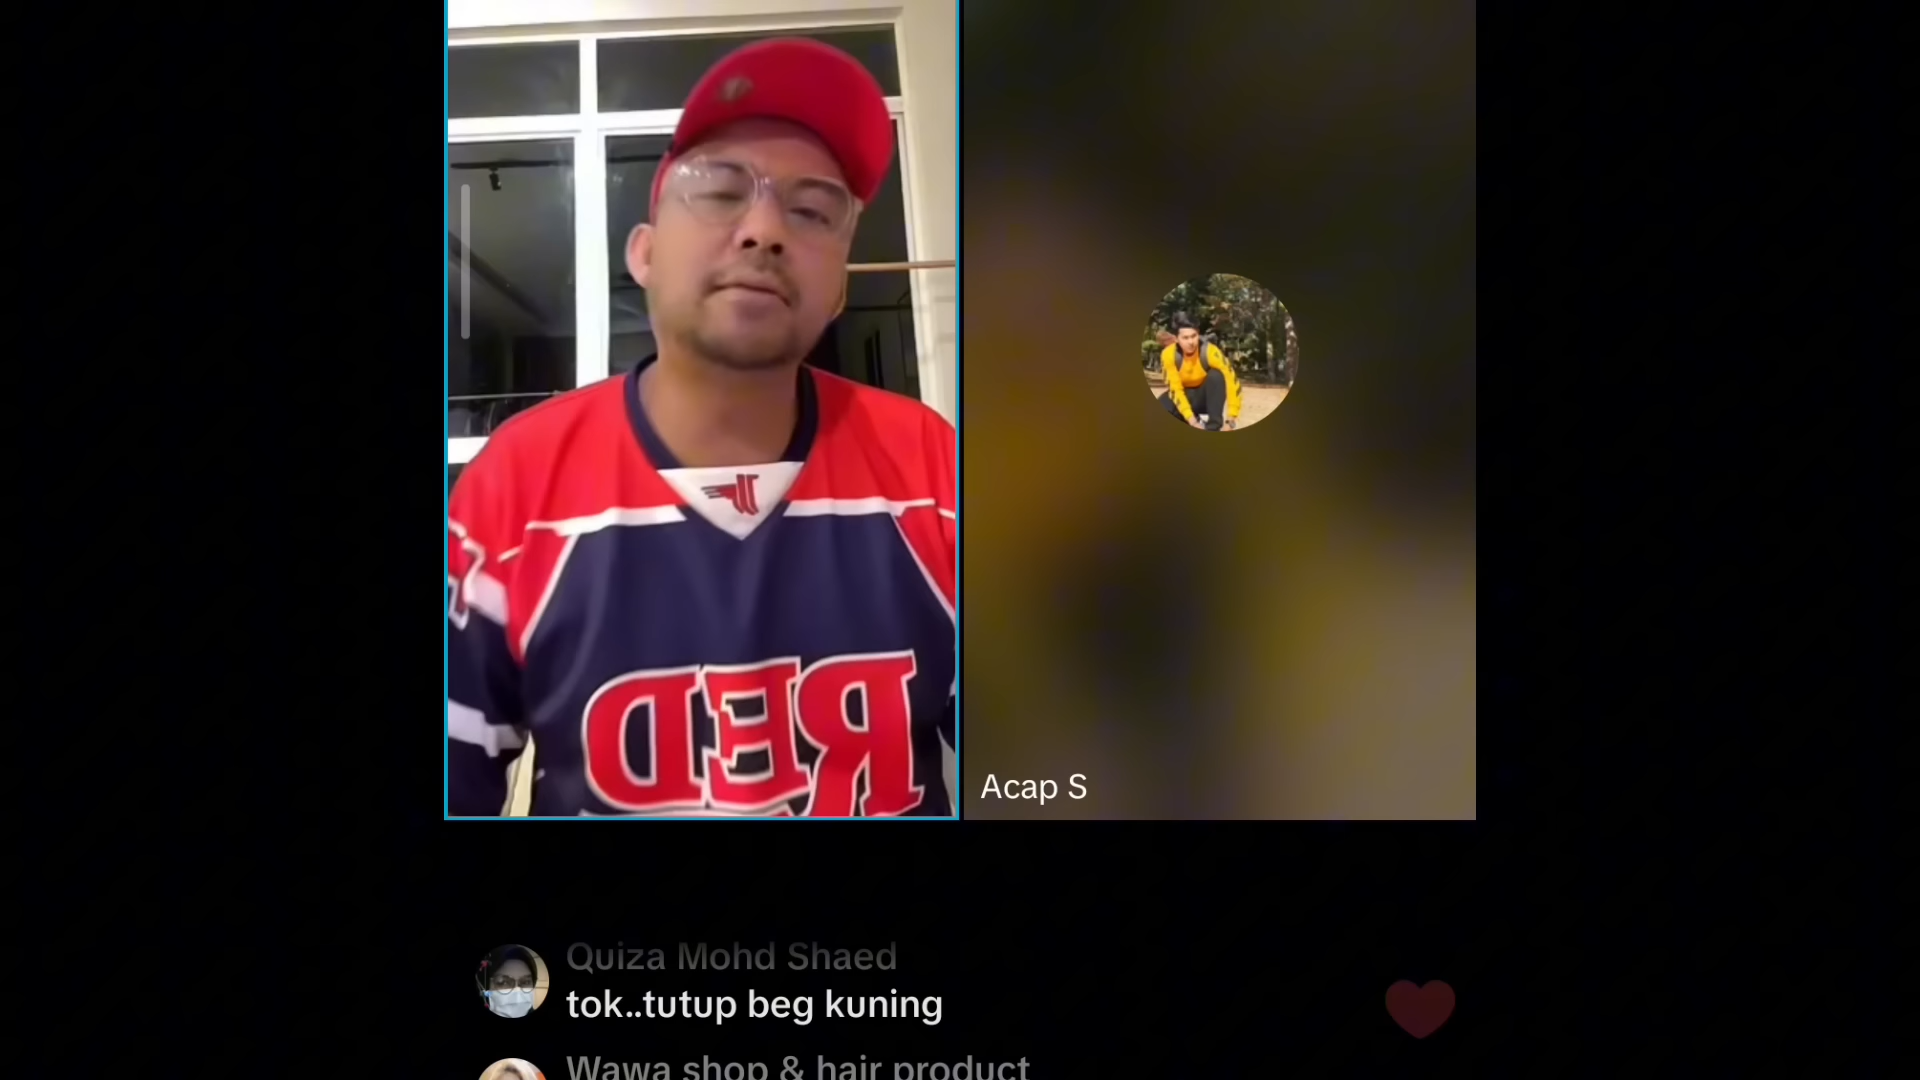 RED
Acap S
Quiza Mohd Shaed
tok..tutup beg kuning
Wawa shop & hair product